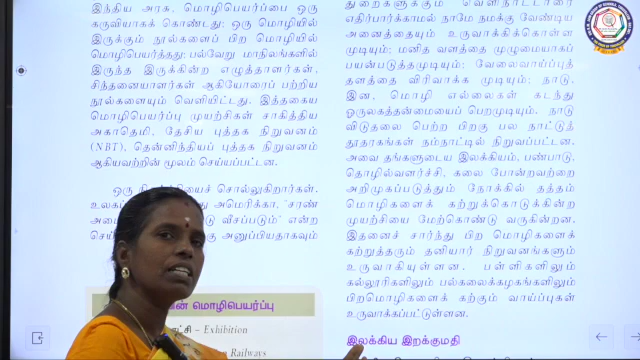 இந்திய அரசு, மொழிபெயர்ப்பை ஒரு
கருவியாகக் கொண்டது; ஒரு மொழியில்
இருக்கும் நூல்களைப் பிற மொழியில்
மொழிபெயர்த்தது; பல்வேறு மாநிலங்களில்
இருந்த இருக்கின்ற எழுத்தாளர்கள்,
சிந்தனையாளர்கள் ஆகியோரைப் பற்றிய
நூல்களையும் வெளியிட்டது. இத்தகைய
மொழிபெயர்ப்பு முயற்சிகள் சாகித்திய
அகாதெமி, தேசிய புத்தக நிறுவனம்
(NBT), தென்னிந்தியப் புத்தக நிறுவனம்
ஆகியவற்றின் மூலம் செய்யப்பட்டன.
ஒரு சொல்லுகிறார்கள்.
அமெரிக்கா, 'சரண்
வீசப்படும்' என்ற
அனுப்பியதாகவும்
மொழிபெயர்ப்பு
– Exhibition
Railways
துறைகளுக்கும் வெளிநாட்டாரை
எதிர்பார்க்காமல் நாமே நமக்கு வேண்டிய
அனைத்தையும் உருவாக்கிக்கொள்ள
முடியும்; மனித வளத்தை முழுமையாகப்
பயன்படுத்தமுடியும்; வேலைவாய்ப்புத்
தளத்தை விரிவாக்க முடியும்; நாடு,
இன, மொழி எல்லைகள் கடந்து
ஒருலகத்தன்மையைப் பெறமுடியும். நாடு
விடுதலை பெற்ற பிறகு பல நாட்டுத்
தூதரகங்கள் நம்நாட்டில் நிறுவப்பட்டன.
அவை தங்களுடைய இலக்கியம், பண்பாடு,
தொழில்வளர்ச்சி, கலை போன்றவற்றை
அறிமுகப்படுத்தும் நோக்கில் தத்தம்
மொழிகளைக் கற்றுக்கொடுக்கின்ற
முயற்சியை மேற்கொண்டு வருகின்றன.
இதனைச் சார்ந்து பிற மொழிகளைக்
கற்றுத்தரும் தனியார் நிறுவனங்களும்
உருவாகியுள்ளன. பள்ளிகளிலும்
கல்லூரிகளிலும் பல்கலைக்கழகங்களிலும்
பிறமொழிகளைக் கற்கும் வாய்ப்புகள்
உருவாக்கப்பட்டுள்ளன.
இலக்கிய இறக்குமதி